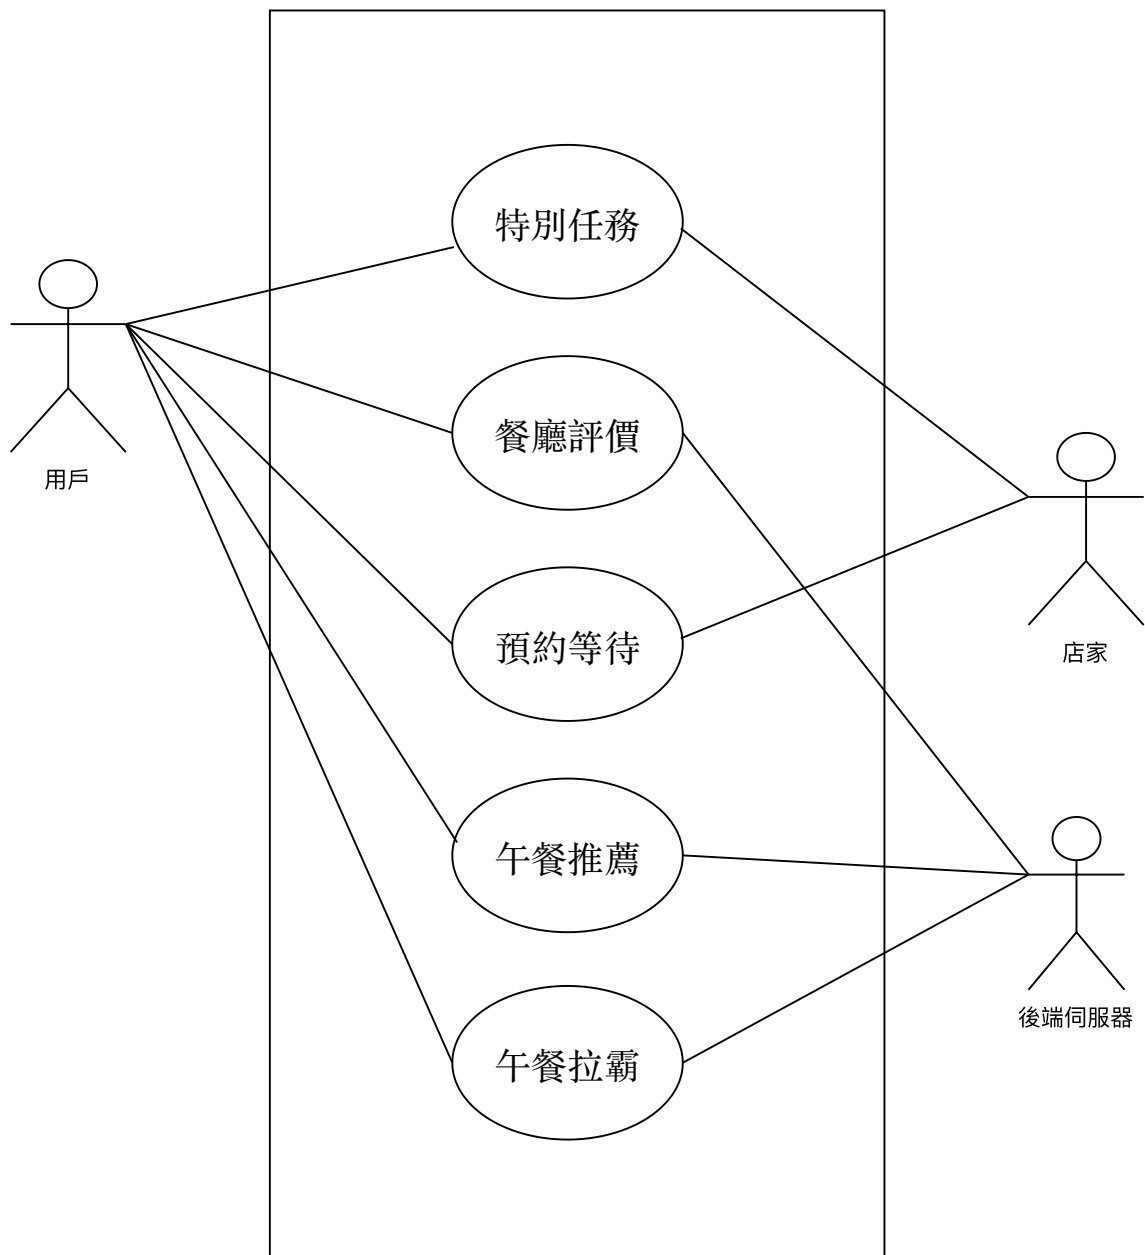 特別任務
用戶
餐廳評價
店家
預約等待
午餐推薦
後端伺服器
午餐拉霸